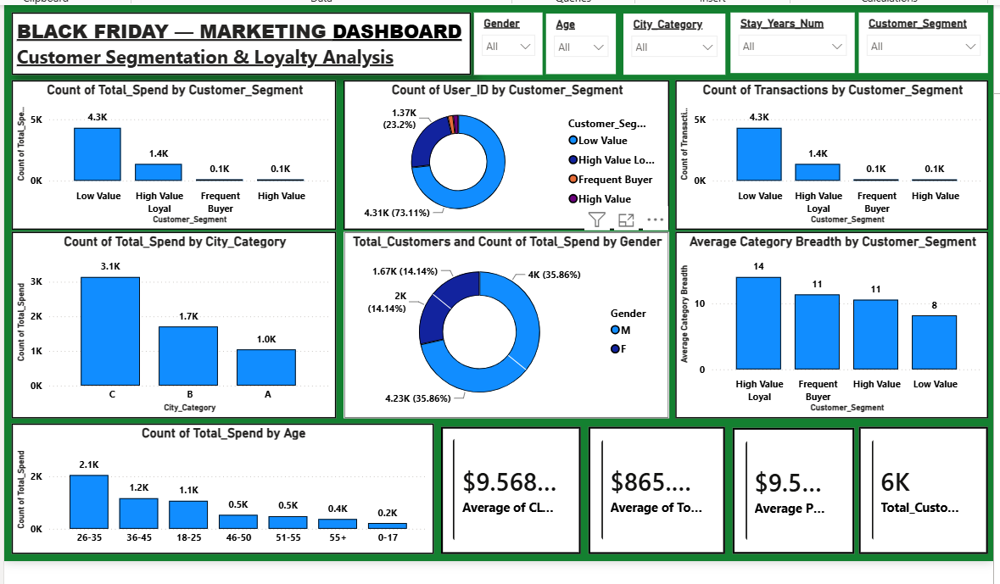 BLACK FRIDAY — MARKETING DASHBOARD
Customer Segmentation & Loyalty Analysis
Gender
All
Age
All
City_Category
All
Stay_Years_Num
All
Customer_Segment
All
Count of Total_Spend by Customer_Segment
Count of Total_Spe...
5K
0K
4.3K
1.4K
0.1K
0.1K
Low Value
High Value
Loyal
Frequent
Buyer
High Value
Customer_Segment
Count of User_ID by Customer_Segment
1.37K
(23.2%)
4.31K (73.11%)
Customer_Seg...
Low Value
High Value Lo...
Frequent Buyer
High Value
Count of Transactions by Customer_Segment
Count of Transacti...
5K
0K
4.3K
1.4K
0.1K
0.1K
Low Value
High Value
Loyal
Frequent
Buyer
High Value
Customer_Segment
Count of Total_Spend by City_Category
Count of Total_Spend
3K
2K
1K
0K
3.1K
1.7K
1.0K
C
B
A
City_Category
Total_Customers and Count of Total_Spend by Gender
1.67K (14.14%)
2K
(14.14%)
4K (35.86%)
4.23K (35.86%)
Gender
M
F
Average Category Breadth by Customer_Segment
Average Category Breadth
10
0
14
11
11
8
High Value
Loyal
Frequent
Buyer
High Value
Low Value
Customer_Segment
Count of Total_Spend by Age
Count of Total_Spend
2K
0K
2.1K
1.2K
1.1K
0.5K
0.5K
0.4K
0.2K
26-35
36-45
18-25
46-50
51-55
55+
0-17
$9.568...
Average of CL...
$865....
Average of To...
$9.5...
Average P...
6K
Total_Custo...